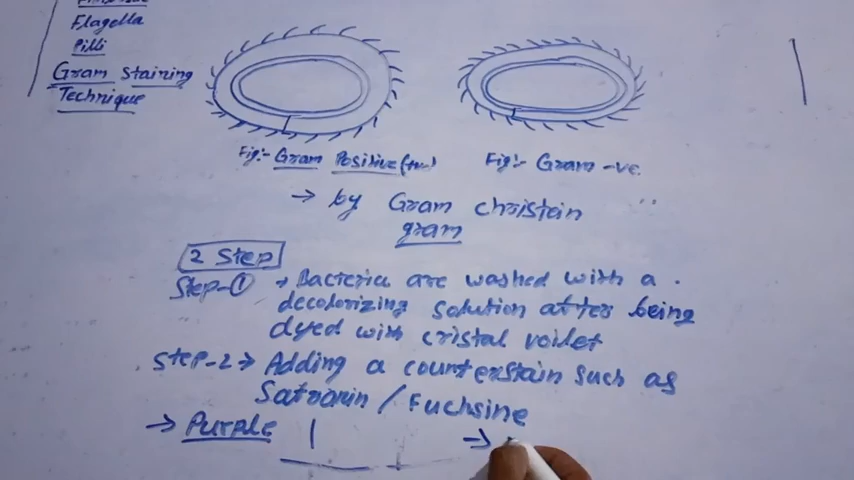 Flagella
Pilli
Gram Staining
Technique
Fig:- Gram Positive(+ve)
Fig:- Gram -ve.
→ by Gram christein
gram
2 Step
Step-① → Bacteria are washed with a
decolorizing solution after being
dyed with cristal voilet
Step-2 → Adding a counterstain such as
Satranin / Fuchsine
→ Purple
→